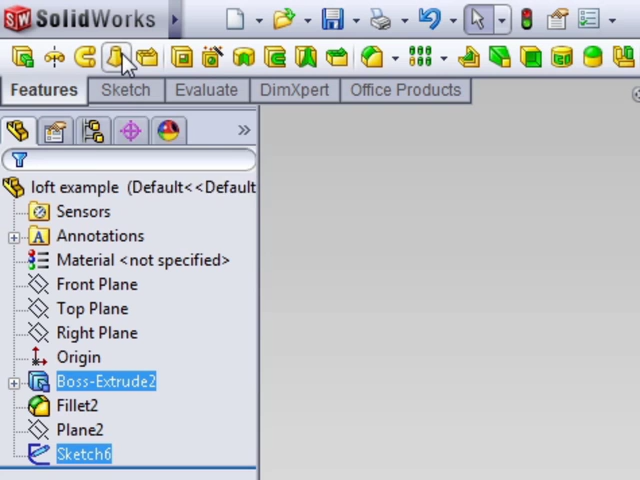 SW SolidWorks
Features Sketch Evaluate DimXpert Office Products
loft example (Default<<Default
Sensors
A Annotations
Material <not specified>
Front Plane
Top Plane
Right Plane
Origin
Boss-Extrude2
Fillet2
Plane2
Sketch6